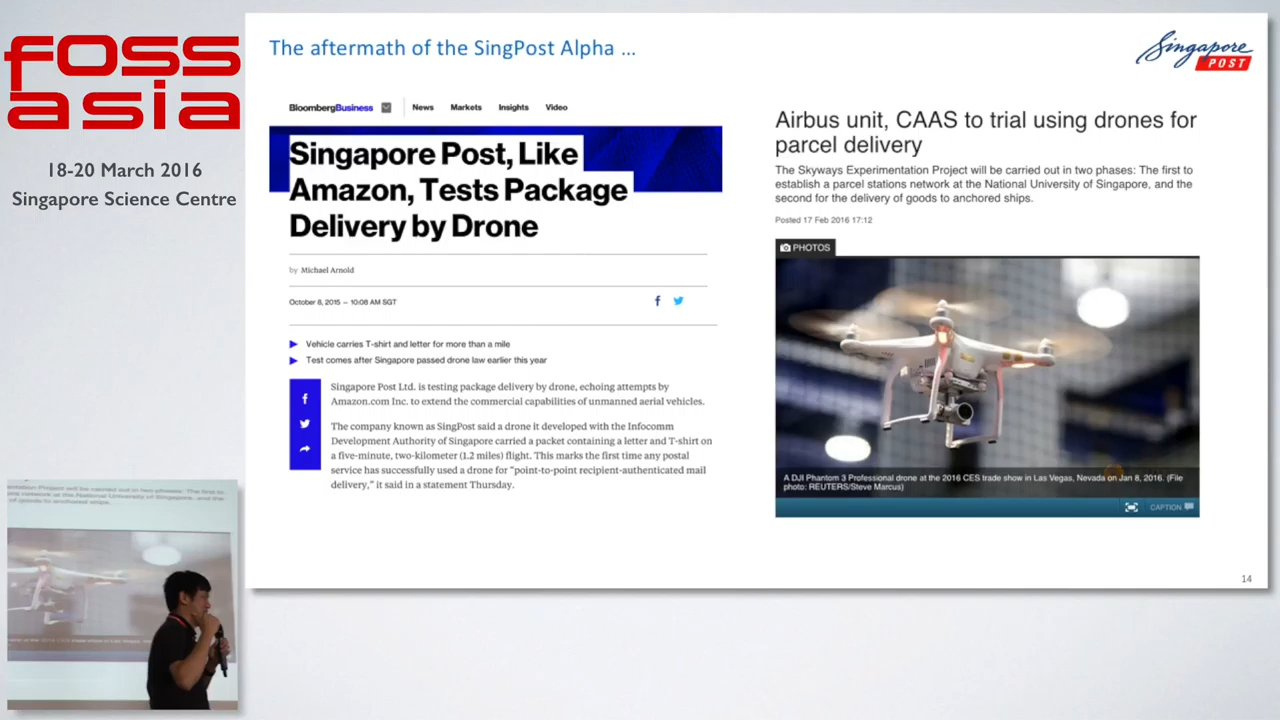 foss
asia
18-20 March 2016
Singapore Science Centre
The aftermath of the SingPost Alpha ...
Singapore
POST
BloombergBusiness
News
Markets
Insights
Video
Singapore Post, Like
Amazon, Tests Package
Delivery by Drone
by Michael Arnold
October 8, 2015 — 10:08 AM SGT
Vehicle carries T-shirt and letter for more than a mile
Test comes after Singapore passed drone law earlier this year
Singapore Post Ltd. is testing package delivery by drone, echoing attempts by
Amazon.com Inc. to extend the commercial capabilities of unmanned aerial vehicles.
The company known as SingPost said a drone it developed with the Infocomm
Development Authority of Singapore carried a packet containing a letter and T-shirt on
a five-minute, two-kilometer (1.2 miles) flight. This marks the first time any postal
service has successfully used a drone for "point-to-point recipient-authenticated mail
delivery," it said in a statement Thursday.
Airbus unit, CAAS to trial using drones for
parcel delivery
The Skyways Experimentation Project will be carried out in two phases: The first to
establish a parcel stations network at the National University of Singapore, and the
second for the delivery of goods to anchored ships.
Posted 17 Feb 2016 17:12
PHOTOS
A DJI Phantom 3 Professional drone at the 2016 CES trade show in Las Vegas, Nevada on Jan 8, 2016. (File
photo: REUTERS/Steve Marcus)
CAPTION
14